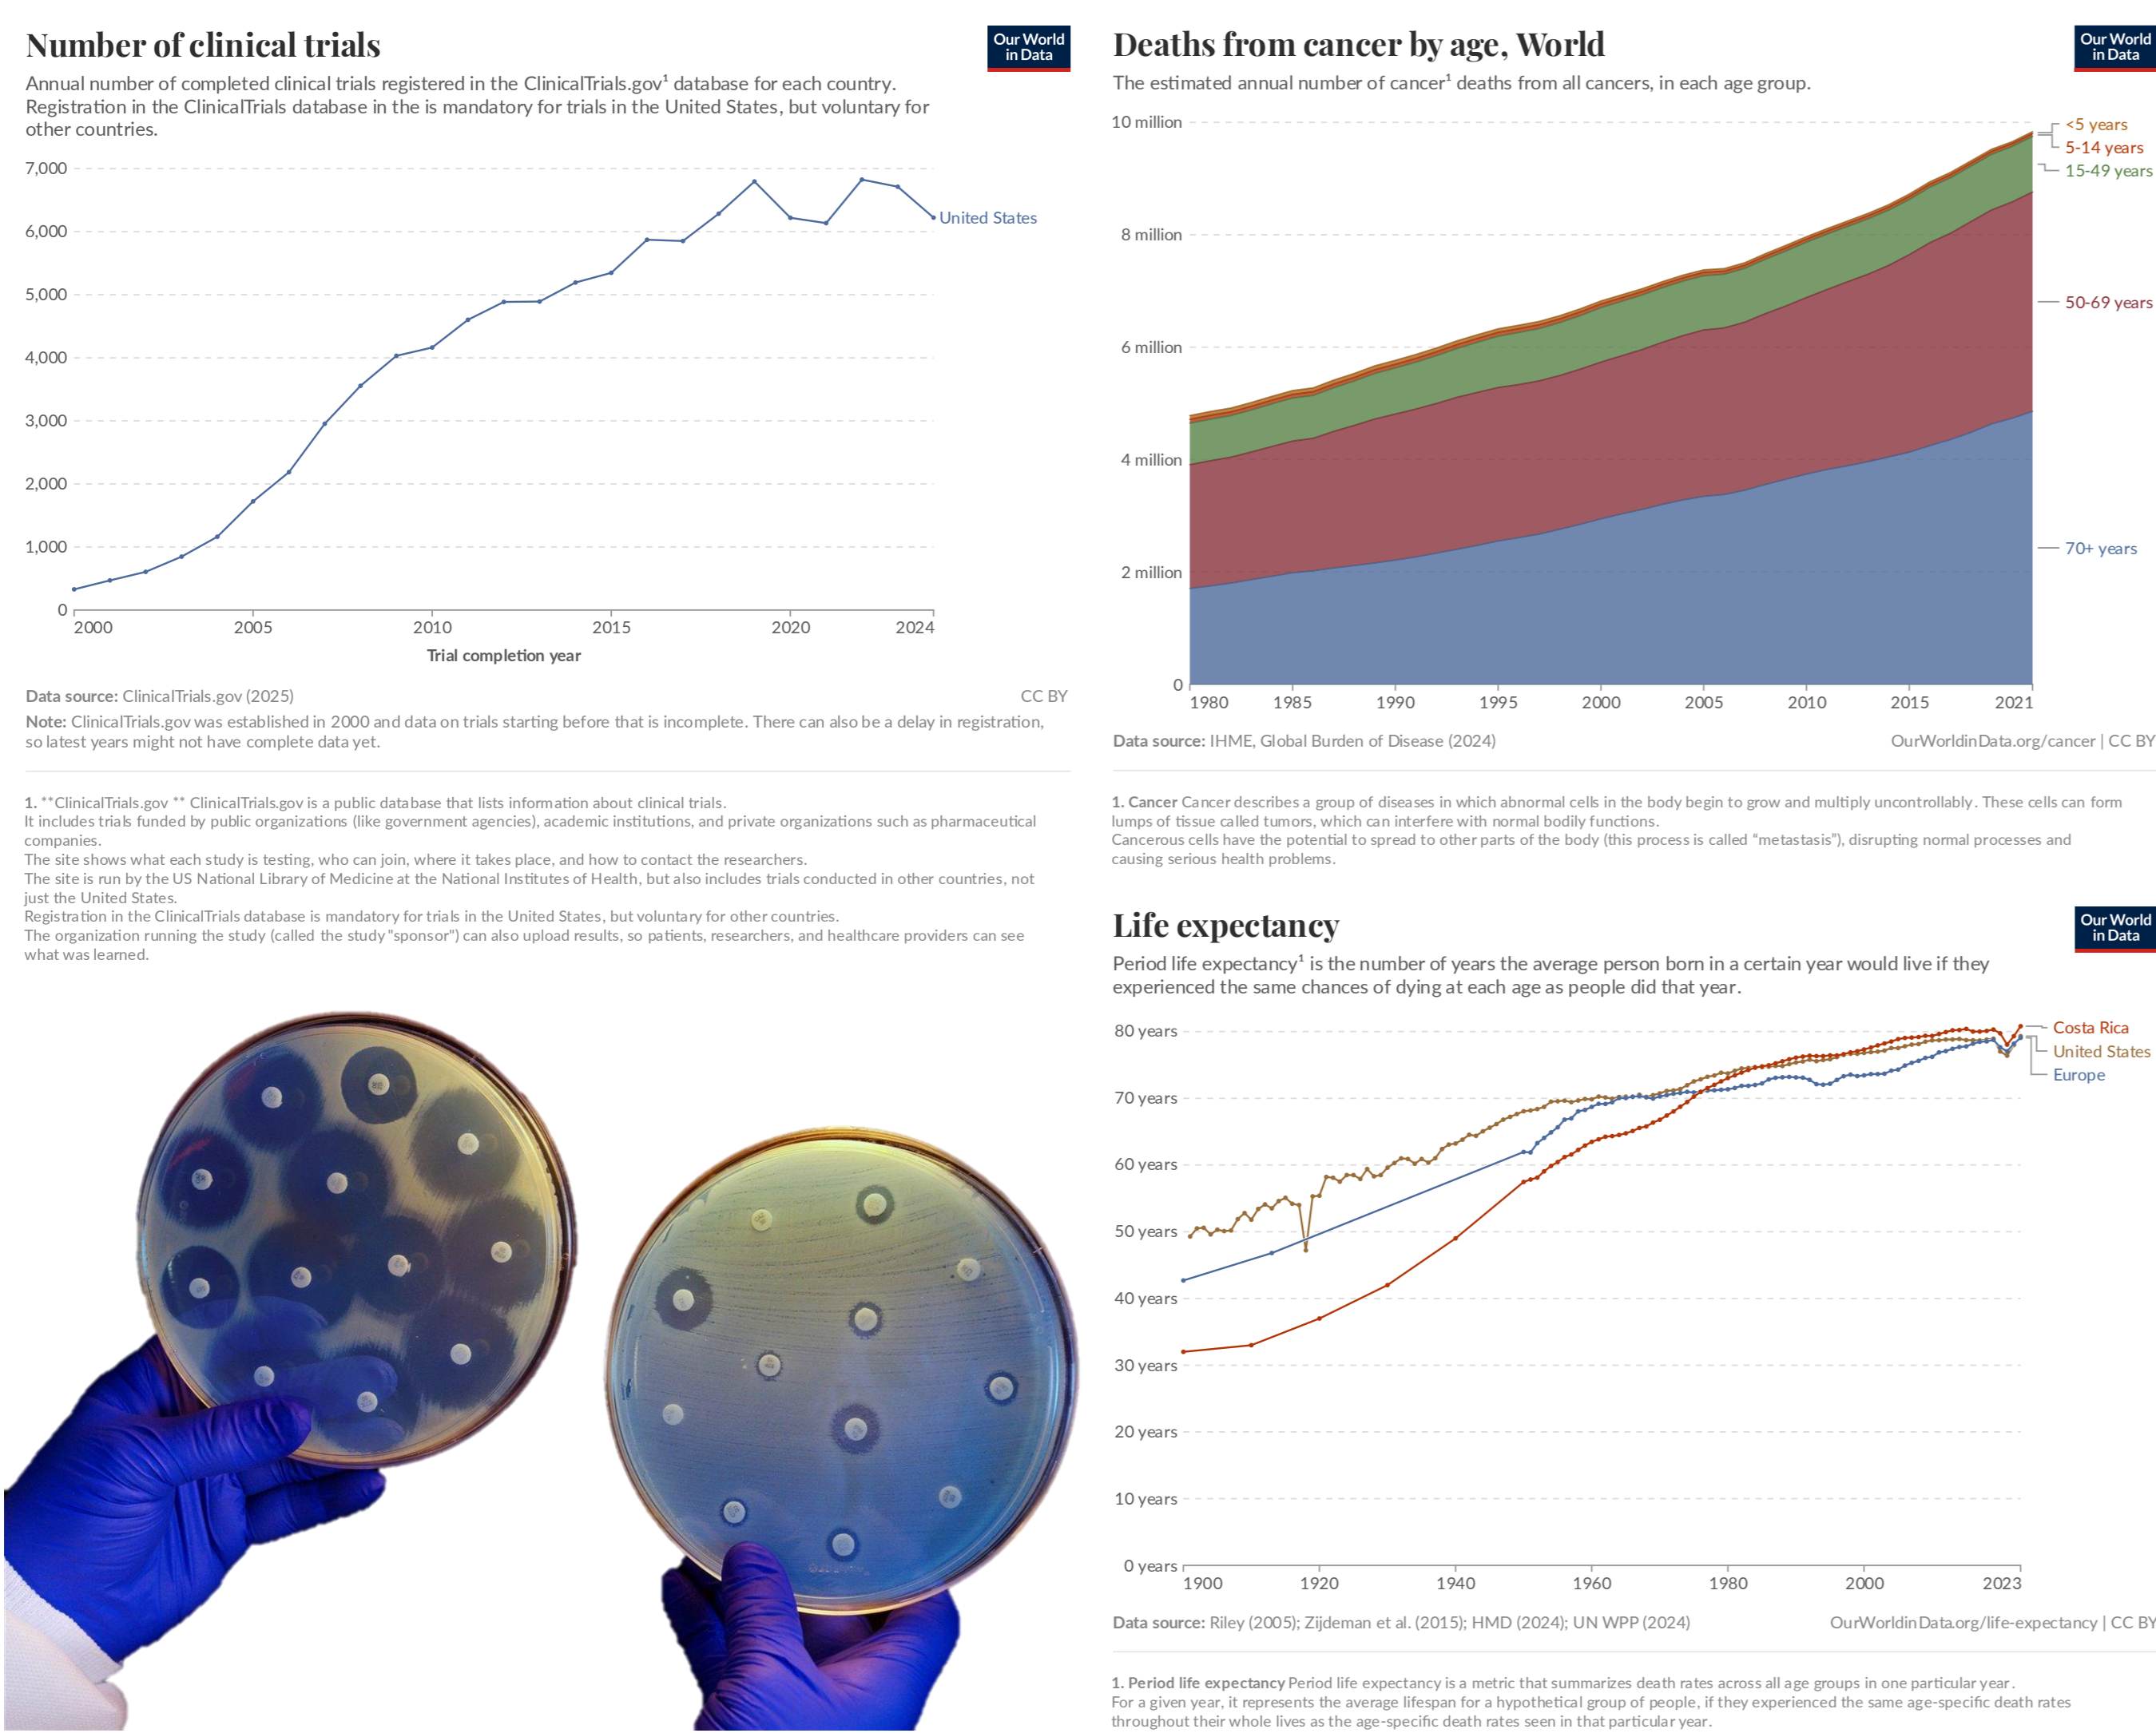 Number of clinical trials
Our World
in Data
Annual number of completed clinical trials registered in the ClinicalTrials.gov¹ database for each country.
Registration in the ClinicalTrials database in the is mandatory for trials in the United States, but voluntary for
other countries.
7,000
6,000
5,000
4,000
3,000
2,000
1,000
0
United States
2000
2005
2010
2015
2020
2024
Trial completion year
Data source: ClinicalTrials.gov (2025)
CC BY
Note: ClinicalTrials.gov was established in 2000 and data on trials starting before that is incomplete. There can also be a delay in registration,
so latest years might not have complete data yet.
1. **ClinicalTrials.gov ** ClinicalTrials.gov is a public database that lists information about clinical trials.
It includes trials funded by public organizations (like government agencies), academic institutions, and private organizations such as pharmaceutical
companies.
The site shows what each study is testing, who can join, where it takes place, and how to contact the researchers.
The site is run by the US National Library of Medicine at the National Institutes of Health, but also includes trials conducted in other countries, not
just the United States.
Registration in the ClinicalTrials database is mandatory for trials in the United States, but voluntary for other countries.
The organization running the study (called the study "sponsor") can also upload results, so patients, researchers, and healthcare providers can see
what was learned.
Deaths from cancer by age, World
Our World
in Data
The estimated annual number of cancer¹ deaths from all cancers, in each age group.
10 million
8 million
6 million
4 million
2 million
0
<5 years
5-14 years
15-49 years
50-69 years
70+ years
1980
1985
1990
1995
2000
2005
2010
2015
2021
Data source: IHME, Global Burden of Disease (2024)
OurWorldinData.org/cancer | CC BY
1. Cancer Cancer describes a group of diseases in which abnormal cells in the body begin to grow and multiply uncontrollably. These cells can form
lumps of tissue called tumors, which can interfere with normal bodily functions.
Cancerous cells have the potential to spread to other parts of the body (this process is called “metastasis”), disrupting normal processes and
causing serious health problems.
Life expectancy
Our World
in Data
Period life expectancy¹ is the number of years the average person born in a certain year would live if they
experienced the same chances of dying at each age as people did that year.
80 years
70 years
60 years
50 years
40 years
30 years
20 years
10 years
0 years
Costa Rica
United States
Europe
1900
1920
1940
1960
1980
2000
2023
Data source: Riley (2005); Zijdeman et al. (2015); HMD (2024); UN WPP (2024)
OurWorldinData.org/life-expectancy | CC BY
1. Period life expectancy Period life expectancy is a metric that summarizes death rates across all age groups in one particular year.
For a given year, it represents the average lifespan for a hypothetical group of people, if they experienced the same age-specific death rates
throughout their whole lives as the age-specific death rates seen in that particular year.